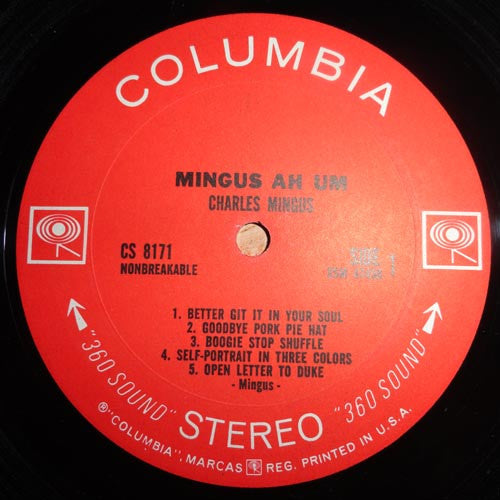 COLUMBIA
MINGUS AH UM
CHARLES MINGUS
CS 8171
NONBREAKABLE
1. BETTER GIT IT IN YOUR SOUL
2. GOODBYE PORK PIE HAT
3. BOOGIE STOP SHUFFLE
4. SELF-PORTRAIT IN THREE COLORS
5. OPEN LETTER TO DUKE
- Mingus -
"360 SOUND" STEREO "360 SOUND"
® "COLUMBIA", MARCAS REG. PRINTED IN U.S.A.